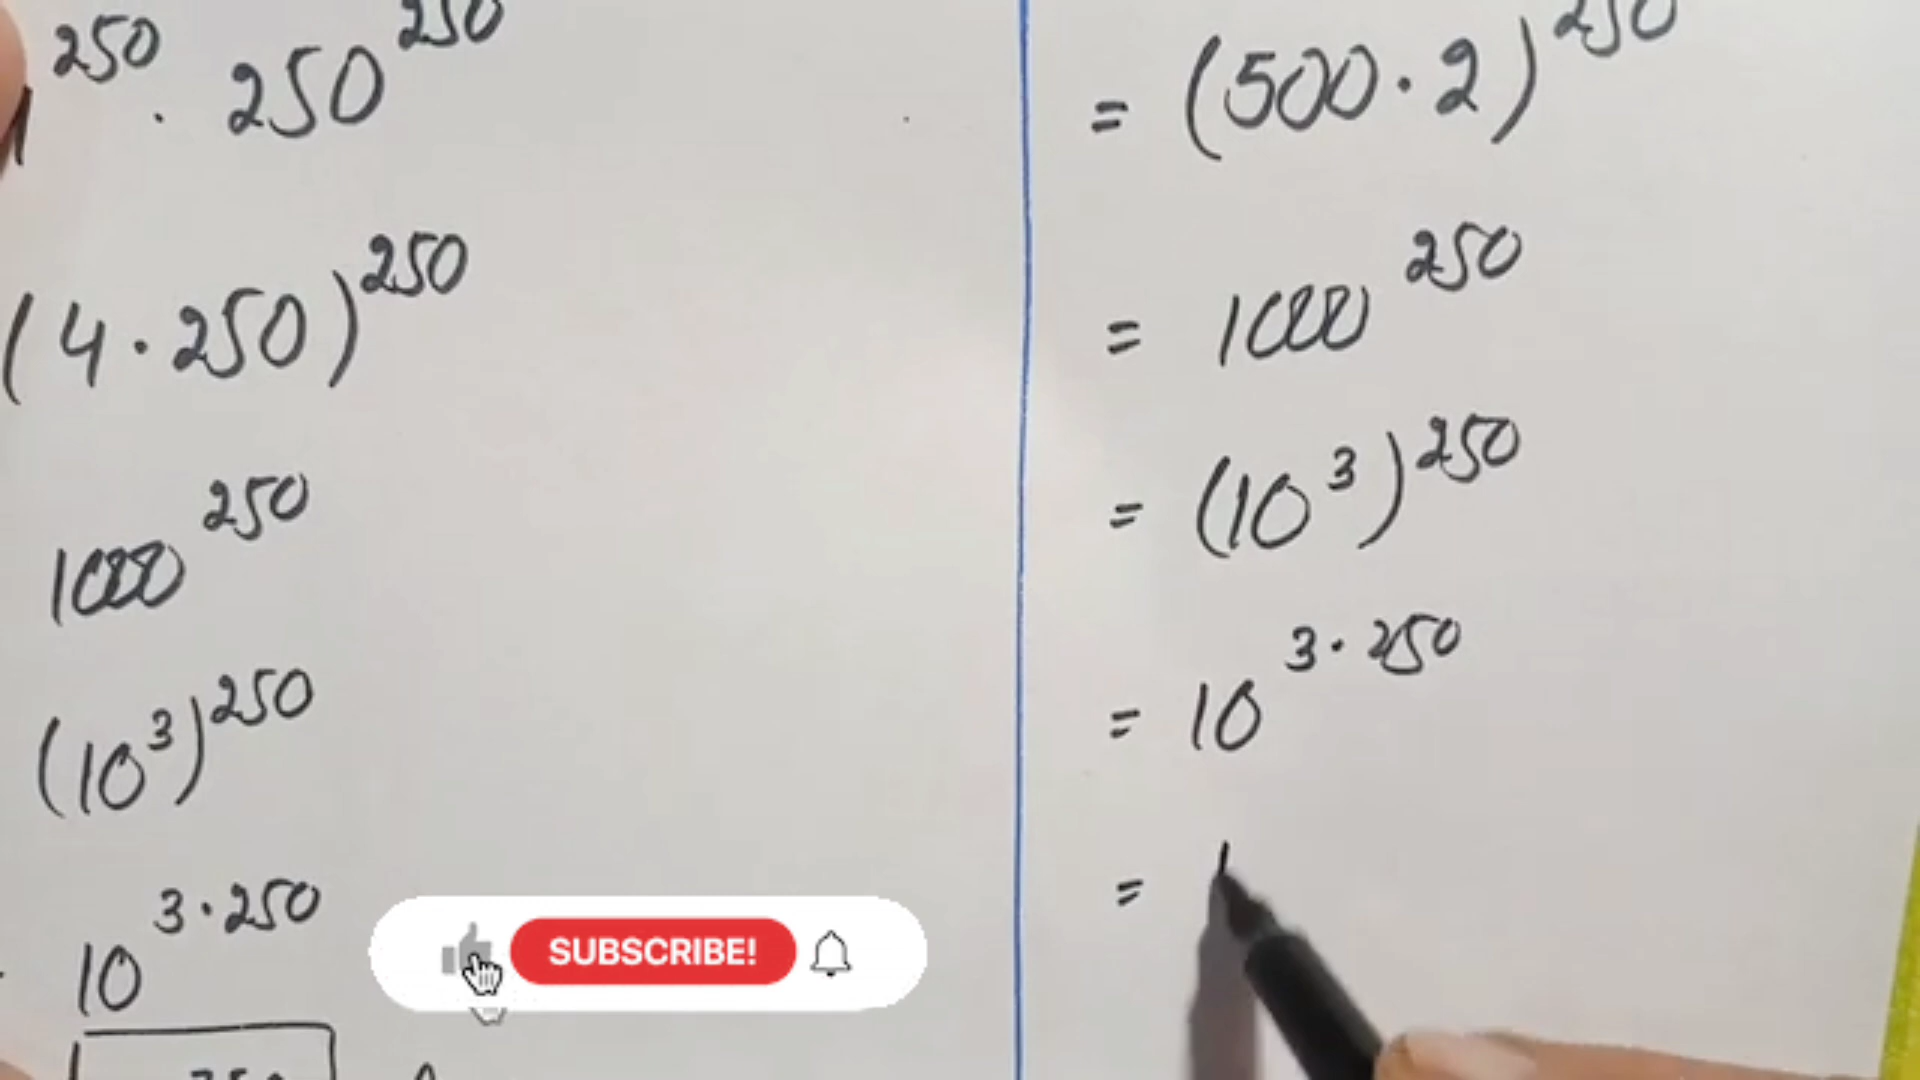 250 . 250^250
(4 · 250)^250
1000^250
(10^3)^250
10^3·250
SUBSCRIBE!
= (500 · 2)^250
= 1000^250
= (10^3)^250
= 10^3·250
=